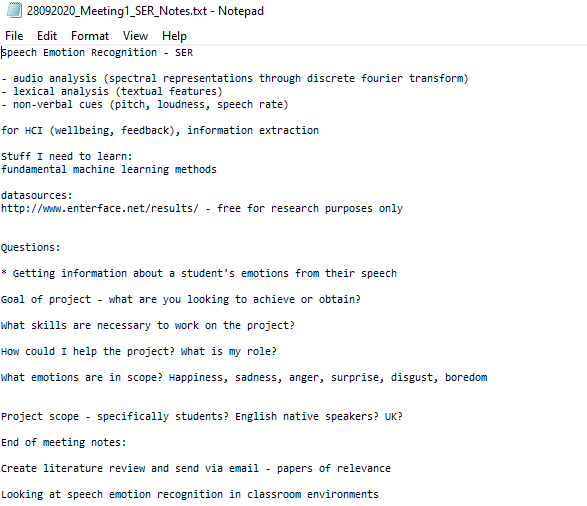 28092020_Meeting1_SER_Notes.txt - Notepad
File Edit Format View Help
Speech Emotion Recognition - SER
- audio analysis (spectral representations through discrete fourier transform)
- lexical analysis (textual features)
- non-verbal cues (pitch, loudness, speech rate)
for HCI (wellbeing, feedback), information extraction
Stuff I need to learn:
fundamental machine learning methods
datasources:
http://www.enterface.net/results/ - free for research purposes only
Questions:
* Getting information about a student's emotions from their speech
Goal of project - what are you looking to achieve or obtain?
What skills are necessary to work on the project?
How could I help the project? What is my role?
What emotions are in scope? Happiness, sadness, anger, surprise, disgust, boredom
Project scope - specifically students? English native speakers? UK?
End of meeting notes:
Create literature review and send via email - papers of relevance
Looking at speech emotion recognition in classroom environments